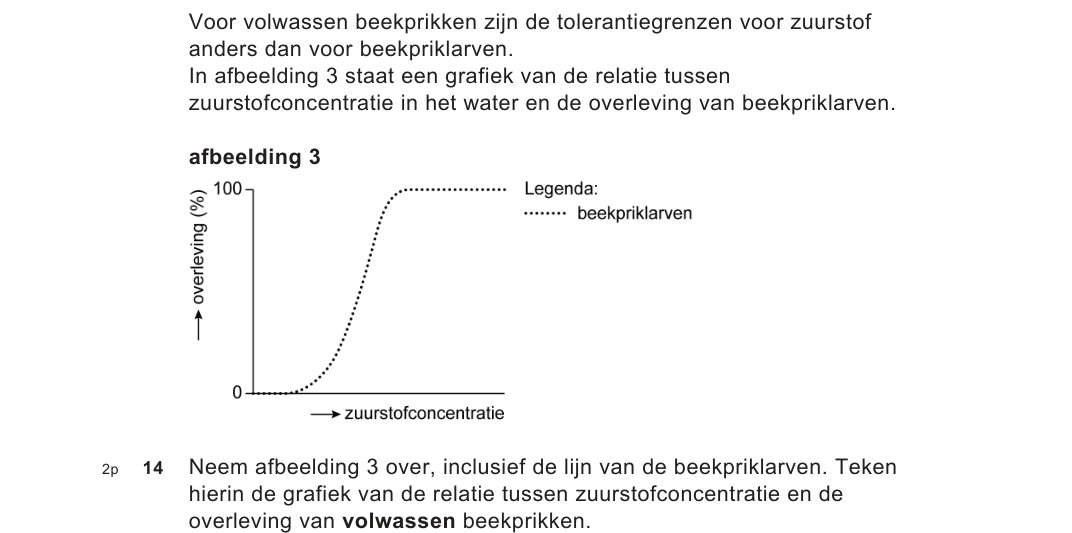 Voor volwassen beekprikken zijn de tolerantiegrenzen voor zuurstof
anders dan voor beekpriklarven.
In afbeelding 3 staat een grafiek van de relatie tussen
zuurstofconcentratie in het water en de overleving van beekpriklarven.
afbeelding 3
100
overleving (%)
0
zuurstofconcentratie
Legenda:
beekpriklarven
2p 14 Neem afbeelding 3 over, inclusief de lijn van de beekpriklarven. Teken
hierin de grafiek van de relatie tussen zuurstofconcentratie en de
overleving van volwassen beekprikken.